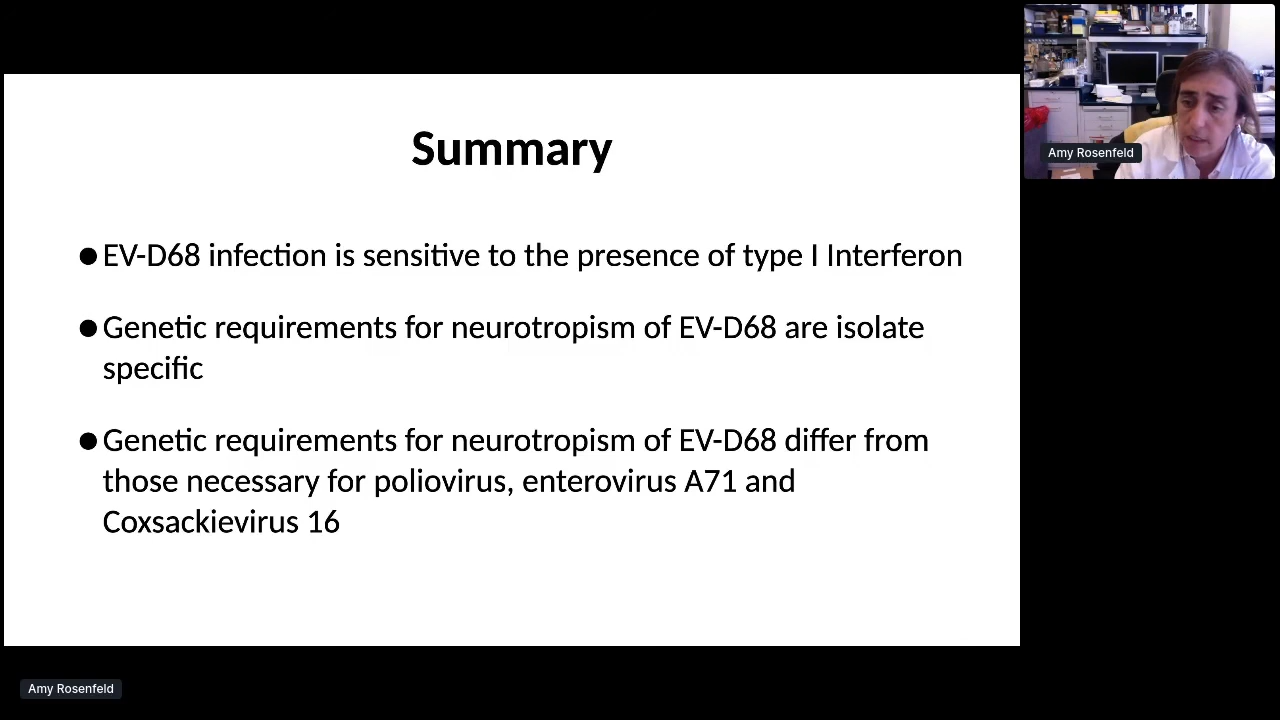 Summary
● EV-D68 infection is sensitive to the presence of type I Interferon
● Genetic requirements for neurotropism of EV-D68 are isolate
specific
● Genetic requirements for neurotropism of EV-D68 differ from
those necessary for poliovirus, enterovirus A71 and
Coxsackievirus 16
Amy Rosenfeld
Amy Rosenfeld